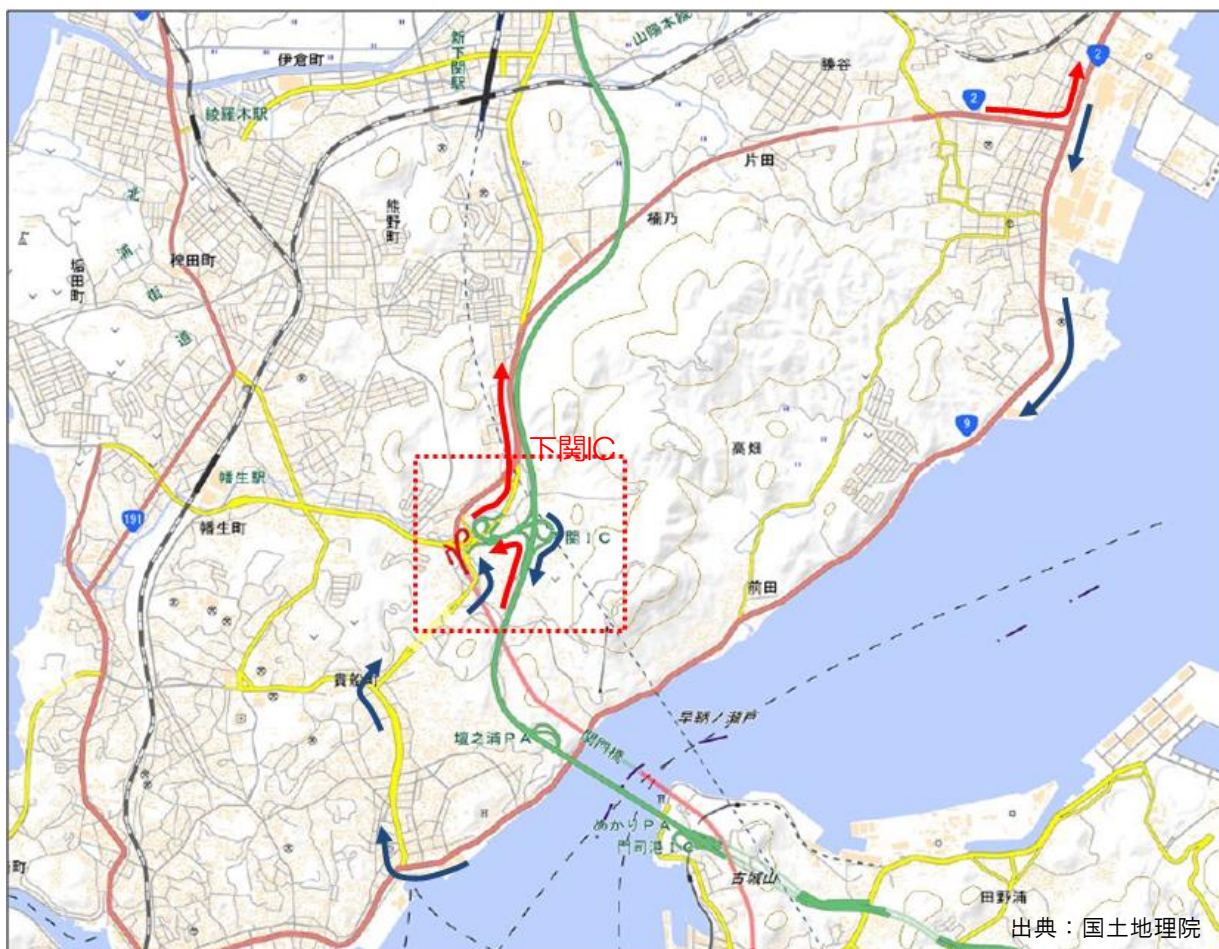 伊倉町
新下関駅
山陽本線
勝谷
2
2
綾羅木駅
片田
熊野町
楠乃
北浦街道
稗田町
垢田町
下関IC
高畑
9
幡生駅
191
幡生町
関IC
前田
貴船町
早鞆ノ瀬戸
壇之浦PA
関門橋
めかりPA
門司港IC
古城山
田野浦
出典：国土地理院